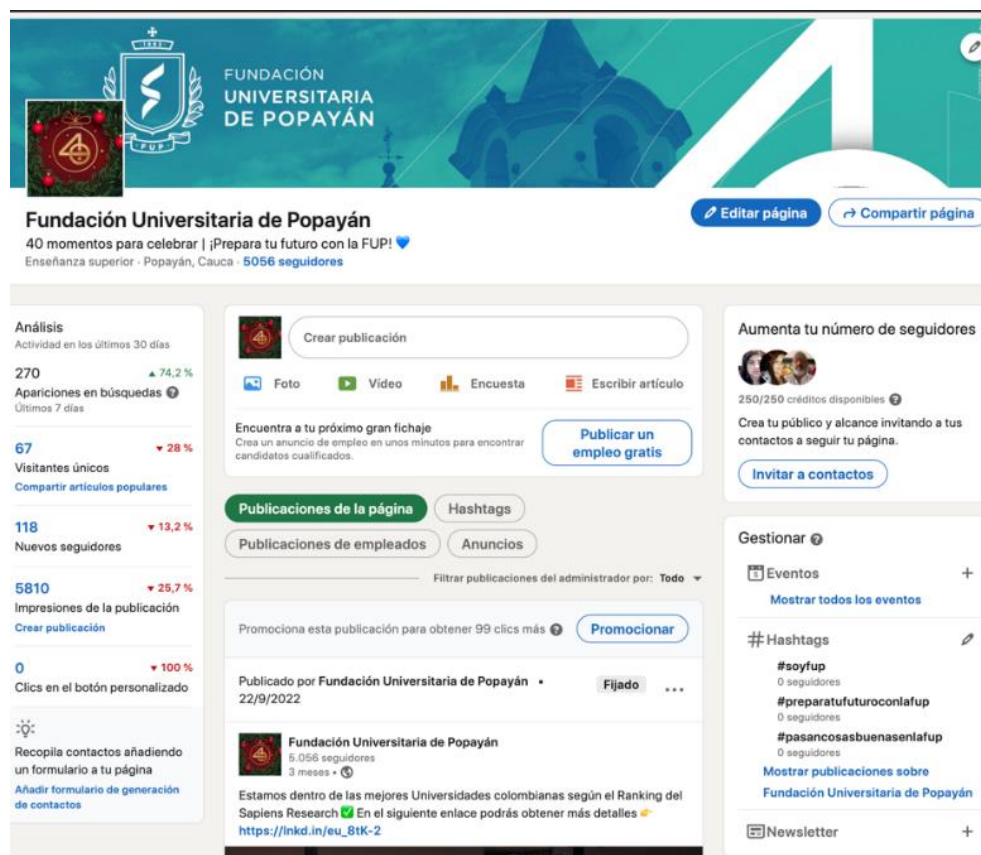 FUNDACIÓN
UNIVERSITARIA
DE POPAYÁN
FUP
40
Fundación Universitaria de Popayán
40 momentos para celebrar | ¡Prepara tu futuro con la FUP! 💙
Enseñanza superior · Popayán, Cauca · 5056 seguidores
Editar página
Compartir página
Análisis
Actividad en los últimos 30 días
270 ▲ 74,2 %
Apariciones en búsquedas
Últimos 7 días
67 ▼ 28 %
Visitantes únicos
Compartir artículos populares
118 ▼ 13,2 %
Nuevos seguidores
5810 ▼ 25,7 %
Impresiones de la publicación
Crear publicación
0 ▼ 100 %
Clics en el botón personalizado
Recopila contactos añadiendo
un formulario a tu página
Añadir formulario de generación
de contactos
Crear publicación
Foto Vídeo Encuesta Escribir artículo
Encuentra a tu próximo gran fichaje
Crea un anuncio de empleo en unos minutos para encontrar
candidatos cualificados.
Publicar un
empleo gratis
Publicaciones de la página Hashtags
Publicaciones de empleados Anuncios
Filtrar publicaciones del administrador por: Todo
Promociona esta publicación para obtener 99 clics más Promocionar
Publicado por Fundación Universitaria de Popayán •
22/9/2022
Fijado
Fundación Universitaria de Popayán
5.056 seguidores
3 meses •
Estamos dentro de las mejores Universidades colombianas según el Ranking del
Sapiens Research ✅ En el siguiente enlace podrás obtener más detalles 👉
https://lnkd.in/eu_8tK-2
Aumenta tu número de seguidores
250/250 créditos disponibles
Crea tu público y alcance invitando a tus
contactos a seguir tu página.
Invitar a contactos
Gestionar
Eventos +
Mostrar todos los eventos
# Hashtags
#soyfup
0 seguidores
#preparatufuturoconlafup
0 seguidores
#pasancosasbuenasenlafup
0 seguidores
Mostrar publicaciones sobre
Fundación Universitaria de Popayán
Newsletter +